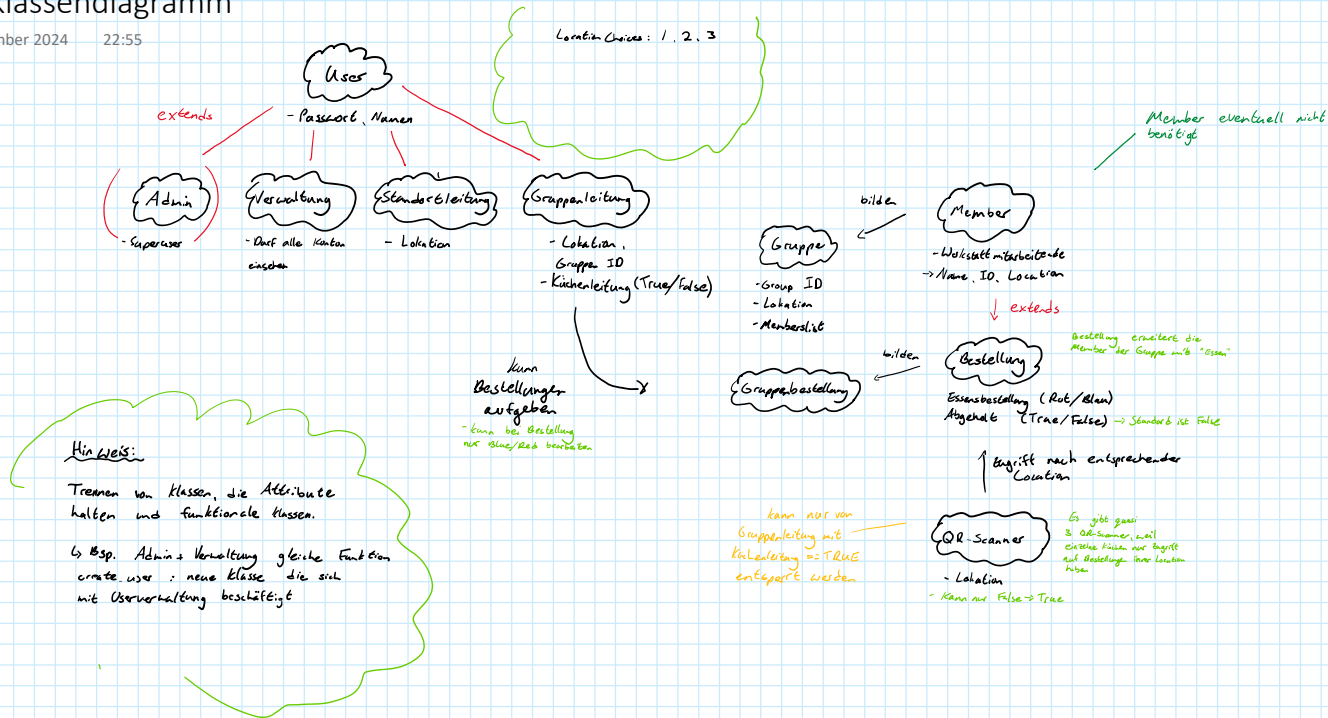 Klassendiagramm
mber 2024 22:55
Location Choices: 1, 2, 3
User
- Passwort, Namen
extends
Admin
- Superuser
Verwaltung
- Darf alle Konten
einsehen
Standortleitung
- Lokation
Gruppenleitung
- Lokation,
Gruppen ID
- Küchenleitung (True/False)
kann
Bestellungen
aufgeben
- kann bei Bestellung
nur Blue/Red bearbeiten
Member eventuell nicht
benötigt
bilden
Member
- Werkstattmitarbeitende
-> Name, ID, Location
Gruppe
- Group ID
- Lokation
- Memberslist
extends
Bestellung erweitert die
Member der Gruppe mit "Essen"
bilden
Bestellung
Essensbestellung (Rot/Blau)
Abgeholt (True/False) -> Standard ist False
Gruppenbestellung
Zugriff nach entsprechender
Location
QR-Scanner
- Lokation
- Kann nur False -> True
Es gibt quasi
3 QR-Scanner, weil
einzelne Küchen nur Zugriff
auf Bestellung ihrer Location
haben
kann nur von
Gruppenleitung mit
Küchenleitung == TRUE
entsperrt werden
Hinweis:
Trennen von Klassen, die Attribute
halten und funktionale Klassen.
↳ Bsp. Admin + Verwaltung gleiche Funktion
create_user : neue Klasse die sich
mit Userverwaltung beschäftigt